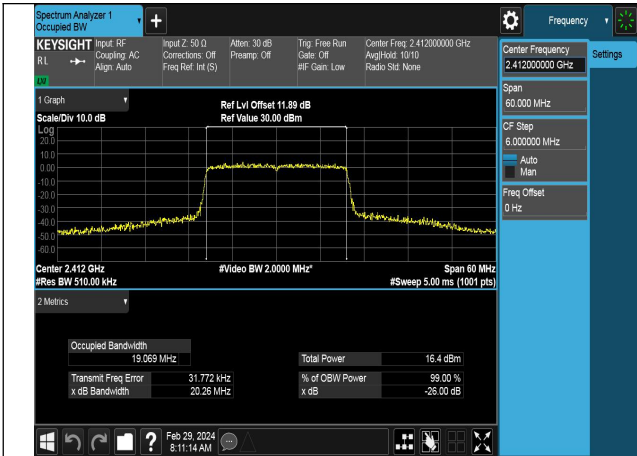 Spectrum Analyzer 1
Occupied BW
+
Frequency
KEYSIGHT
RL
LXI
Input: RF
Coupling: AC
Align: Auto
Input Z: 50 Ω
Corrections: Off
Freq Ref: Int (S)
Atten: 30 dB
Preamp: Off
Trig: Free Run
Gate: Off
#IF Gain: Low
Center Freq: 2.412000000 GHz
Avg|Hold: 10/10
Radio Std: None
Center Frequency
2.412000000 GHz
Settings
Span
60.000 MHz
CF Step
6.000000 MHz
Auto
Man
Freq Offset
0 Hz
1 Graph
Scale/Div 10.0 dB
Ref Lvl Offset 11.89 dB
Ref Value 30.00 dBm
Log
20.0
10.0
0.00
-10.0
-20.0
-30.0
-40.0
-50.0
-60.0
Center 2.412 GHz
#Video BW 2.0000 MHz*
Span 60 MHz
#Res BW 510.00 kHz
#Sweep 5.00 ms (1001 pts)
2 Metrics
Occupied Bandwidth
19.069 MHz
Total Power 16.4 dBm
Transmit Freq Error 31.772 kHz
% of OBW Power 99.00 %
x dB Bandwidth 20.26 MHz
x dB -26.00 dB
?
Feb 29, 2024
8:11:14 AM